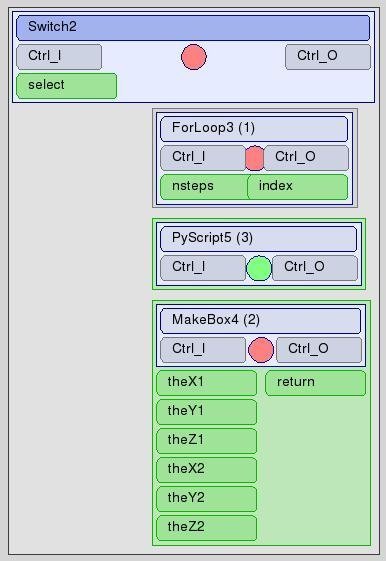 Switch2
Ctrl_I Ctrl_O
select
ForLoop3 (1)
Ctrl_I Ctrl_O
nsteps index
PyScript5 (3)
Ctrl_I Ctrl_O
MakeBox4 (2)
Ctrl_I Ctrl_O
theX1 return
theY1
theZ1
theX2
theY2
theZ2